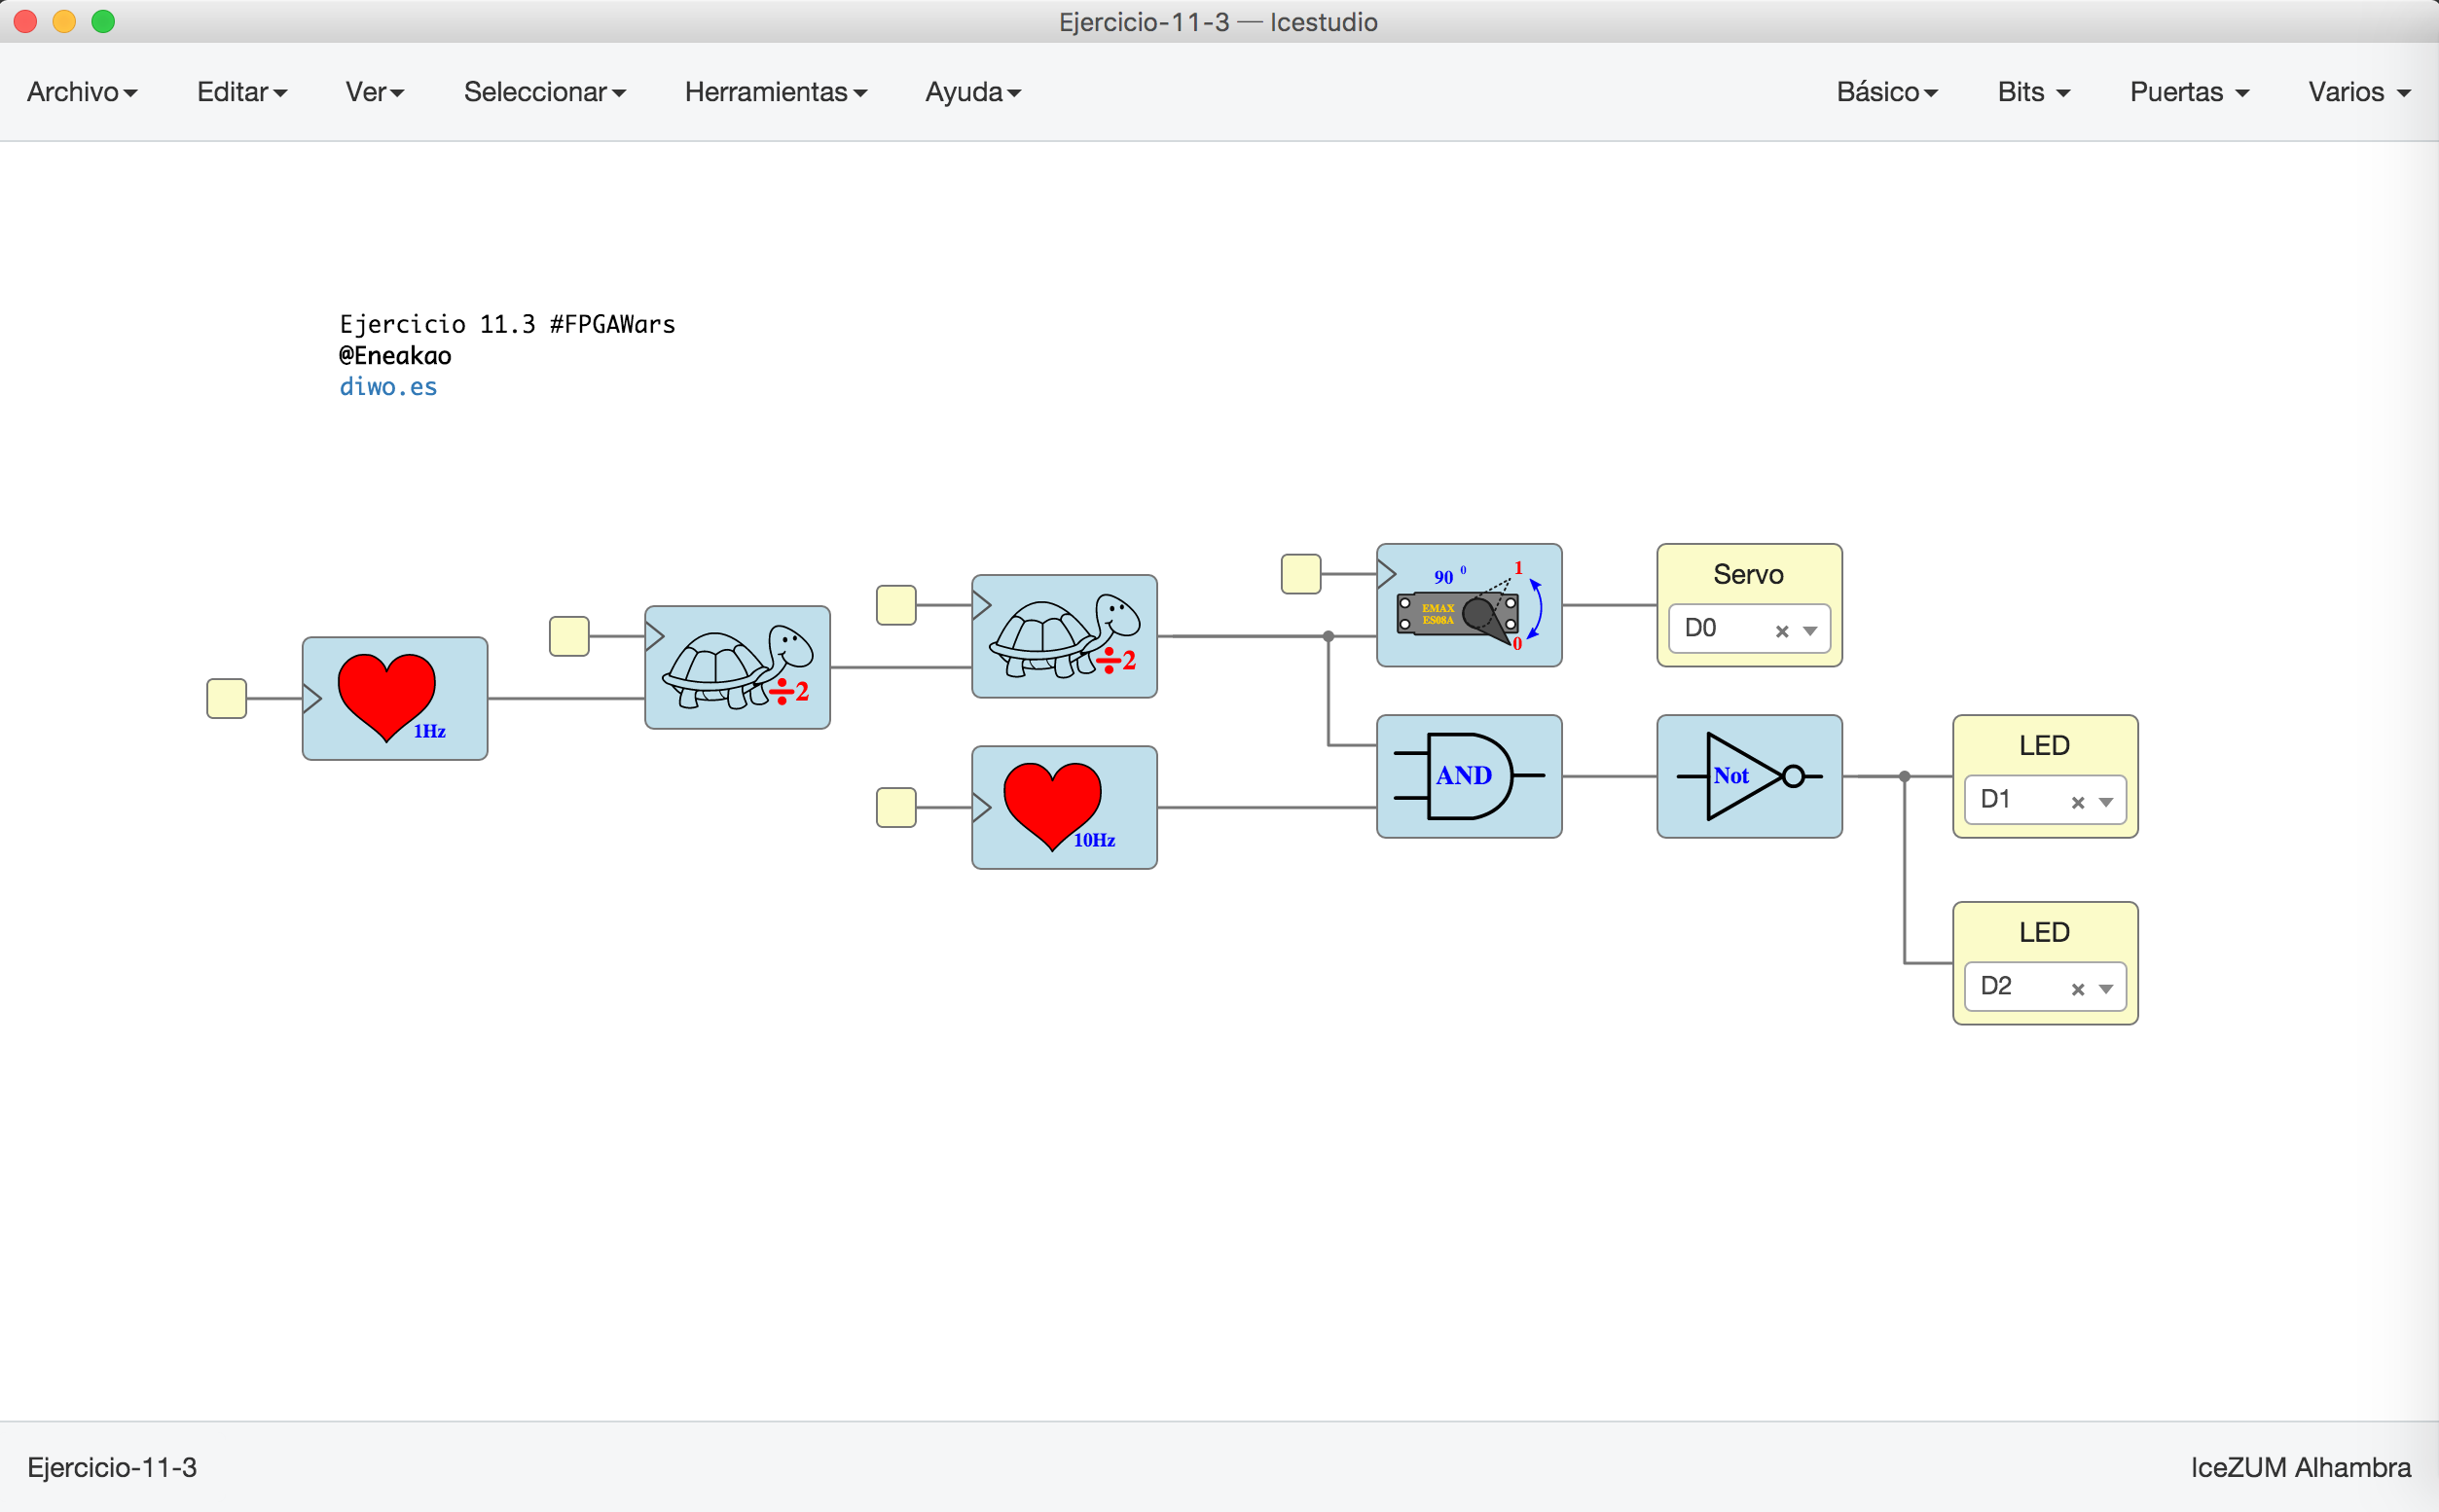 Ejercicio-11-3 — Icestudio
Archivo Editar Ver Seleccionar Herramientas Ayuda Básico Bits Puertas Varios
Ejercicio 11.3 #FPGAWars
@Eneakao
diwo.es
90 0 1
EMAX
ES08A
0
Servo
D0
÷2
÷2
1Hz
AND
Not
LED
D1
10Hz
LED
D2
Ejercicio-11-3 IceZUM Alhambra